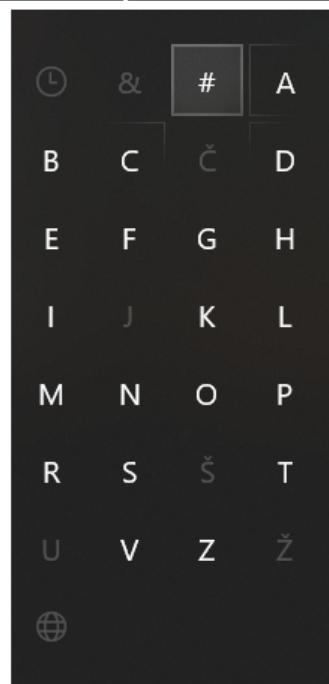 & # A
B C Č D
E F G H
I J K L
M N O P
R S Š T
U V Z Ž